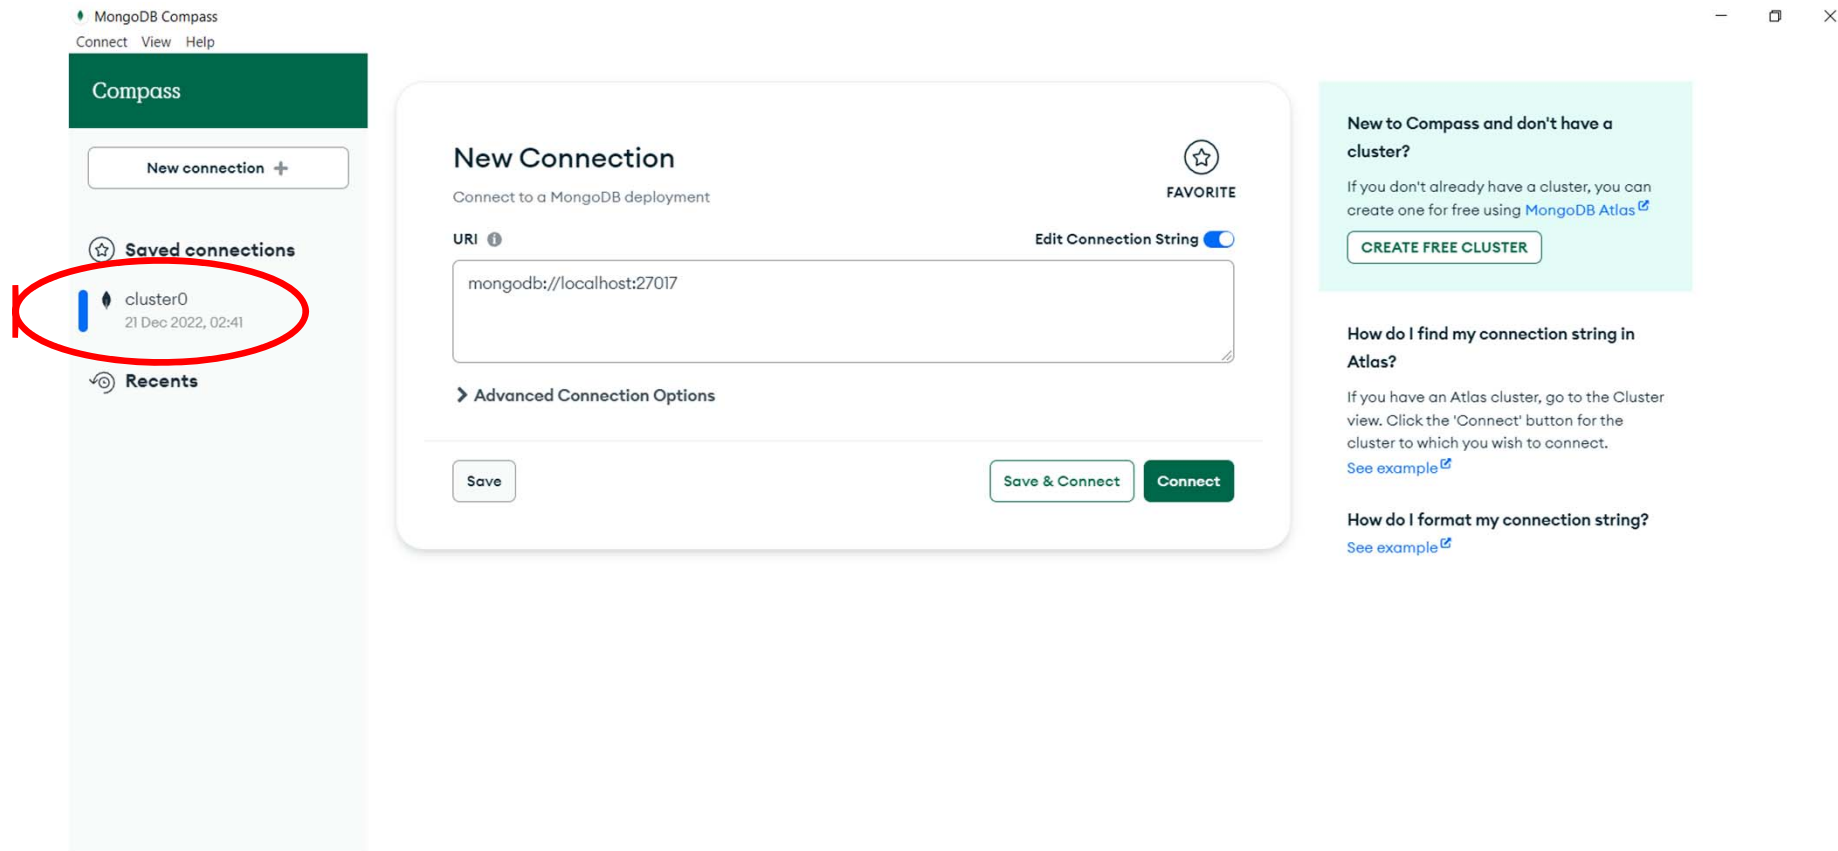 MongoDB Compass
Connect View Help
Compass
New connection
Saved connections
cluster0
21 Dec 2022, 02:41
Recents
New Connection
Connect to a MongoDB deployment
FAVORITE
URI
Edit Connection String
mongodb://localhost:27017
Advanced Connection Options
Save
Save & Connect
Connect
New to Compass and don't have a
cluster?
If you don't already have a cluster, you can
create one for free using MongoDB Atlas
CREATE FREE CLUSTER
How do I find my connection string in
Atlas?
If you have an Atlas cluster, go to the Cluster
view. Click the 'Connect' button for the
cluster to which you wish to connect.
See example
How do I format my connection string?
See example